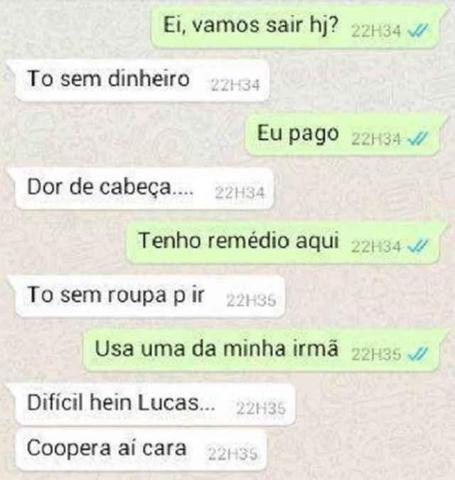 Ei, vamos sair hj? 22H34
To sem dinheiro 22H34
Eu pago 22H34
Dor de cabeça.... 22H34
Tenho remédio aqui 22H34
To sem roupa p ir 22H35
Usa uma da minha irmã 22H35
Difícil hein Lucas... 22H35
Coopera aí cara 22H35